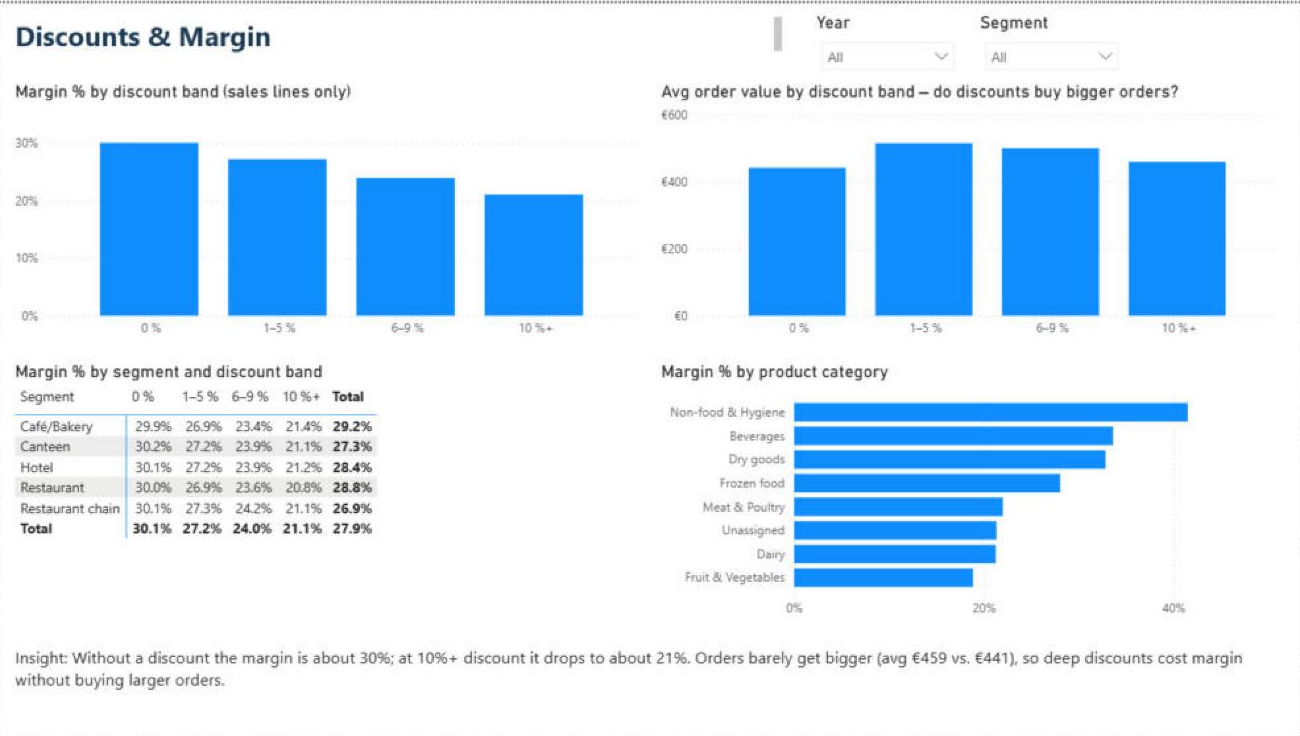 Discounts & Margin
Year
Segment
All
All
Margin % by discount band (sales lines only)
30%
20%
10%
0%
0 %
1–5 %
6–9 %
10 %+
Avg order value by discount band – do discounts buy bigger orders?
€600
€400
€200
€0
0 %
1–5 %
6–9 %
10 %+
Margin % by segment and discount band
Segment 0 % 1–5 % 6–9 % 10 %+ Total
Café/Bakery 29.9% 26.9% 23.4% 21.4% 29.2%
Canteen 30.2% 27.2% 23.9% 21.1% 27.3%
Hotel 30.1% 27.2% 23.9% 21.2% 28.4%
Restaurant 30.0% 26.9% 23.6% 20.8% 28.8%
Restaurant chain 30.1% 27.3% 24.2% 21.1% 26.9%
Total 30.1% 27.2% 24.0% 21.1% 27.9%
Margin % by product category
Non-food & Hygiene
Beverages
Dry goods
Frozen food
Meat & Poultry
Unassigned
Dairy
Fruit & Vegetables
0%
20%
40%
Insight: Without a discount the margin is about 30%; at 10%+ discount it drops to about 21%. Orders barely get bigger (avg €459 vs. €441), so deep discounts cost margin
without buying larger orders.